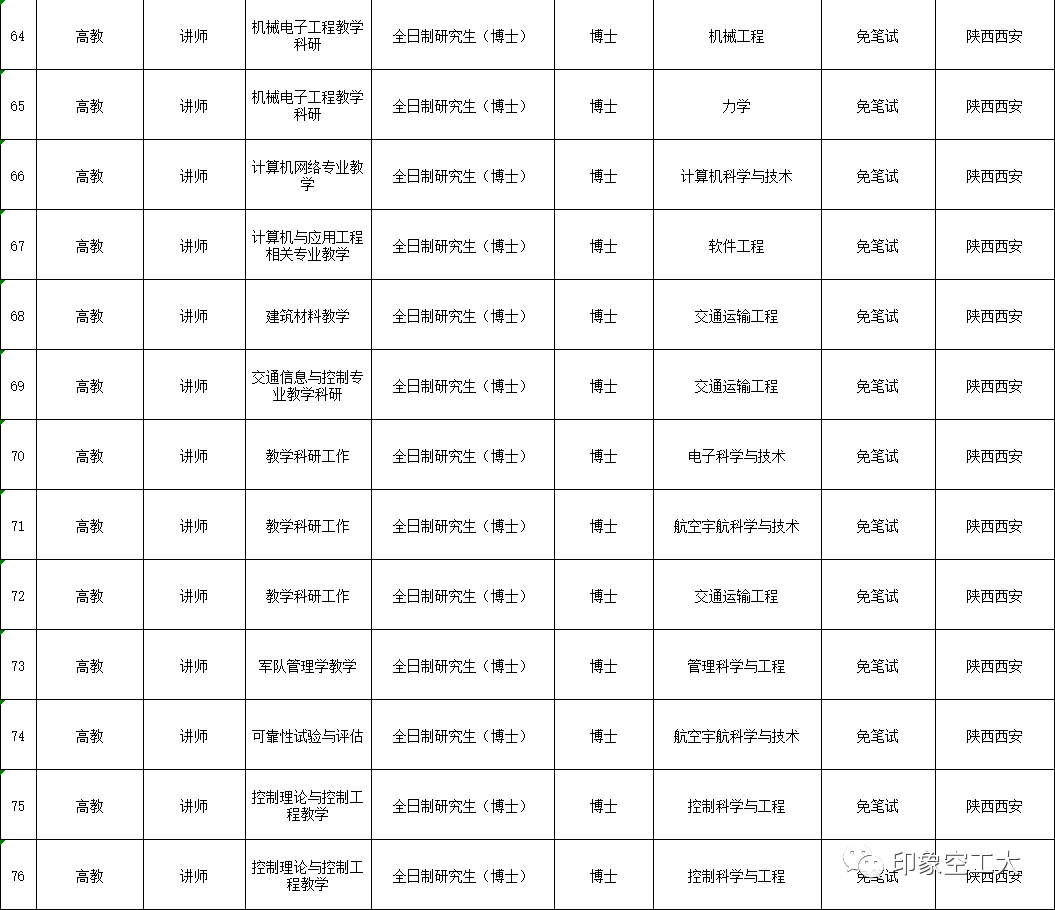 64 高教 讲师 机械电子工程教学科研 全日制研究生（博士） 博士 机械工程 免笔试 陕西西安
65 高教 讲师 机械电子工程教学科研 全日制研究生（博士） 博士 力学 免笔试 陕西西安
66 高教 讲师 计算机网络专业教学 全日制研究生（博士） 博士 计算机科学与技术 免笔试 陕西西安
67 高教 讲师 计算机与应用工程相关专业教学 全日制研究生（博士） 博士 软件工程 免笔试 陕西西安
68 高教 讲师 建筑材料教学 全日制研究生（博士） 博士 交通运输工程 免笔试 陕西西安
69 高教 讲师 交通信息与控制专业教学科研 全日制研究生（博士） 博士 交通运输工程 免笔试 陕西西安
70 高教 讲师 教学科研工作 全日制研究生（博士） 博士 电子科学与技术 免笔试 陕西西安
71 高教 讲师 教学科研工作 全日制研究生（博士） 博士 航空宇航科学与技术 免笔试 陕西西安
72 高教 讲师 教学科研工作 全日制研究生（博士） 博士 交通运输工程 免笔试 陕西西安
73 高教 讲师 军队管理学教学 全日制研究生（博士） 博士 管理科学与工程 免笔试 陕西西安
74 高教 讲师 可靠性试验与评估 全日制研究生（博士） 博士 航空宇航科学与技术 免笔试 陕西西安
75 高教 讲师 控制理论与控制工程教学 全日制研究生（博士） 博士 控制科学与工程 免笔试 陕西西安
76 高教 讲师 控制理论与控制工程教学 全日制研究生（博士） 博士 控制科学与工程 免笔试 陕西西安
印象空工大